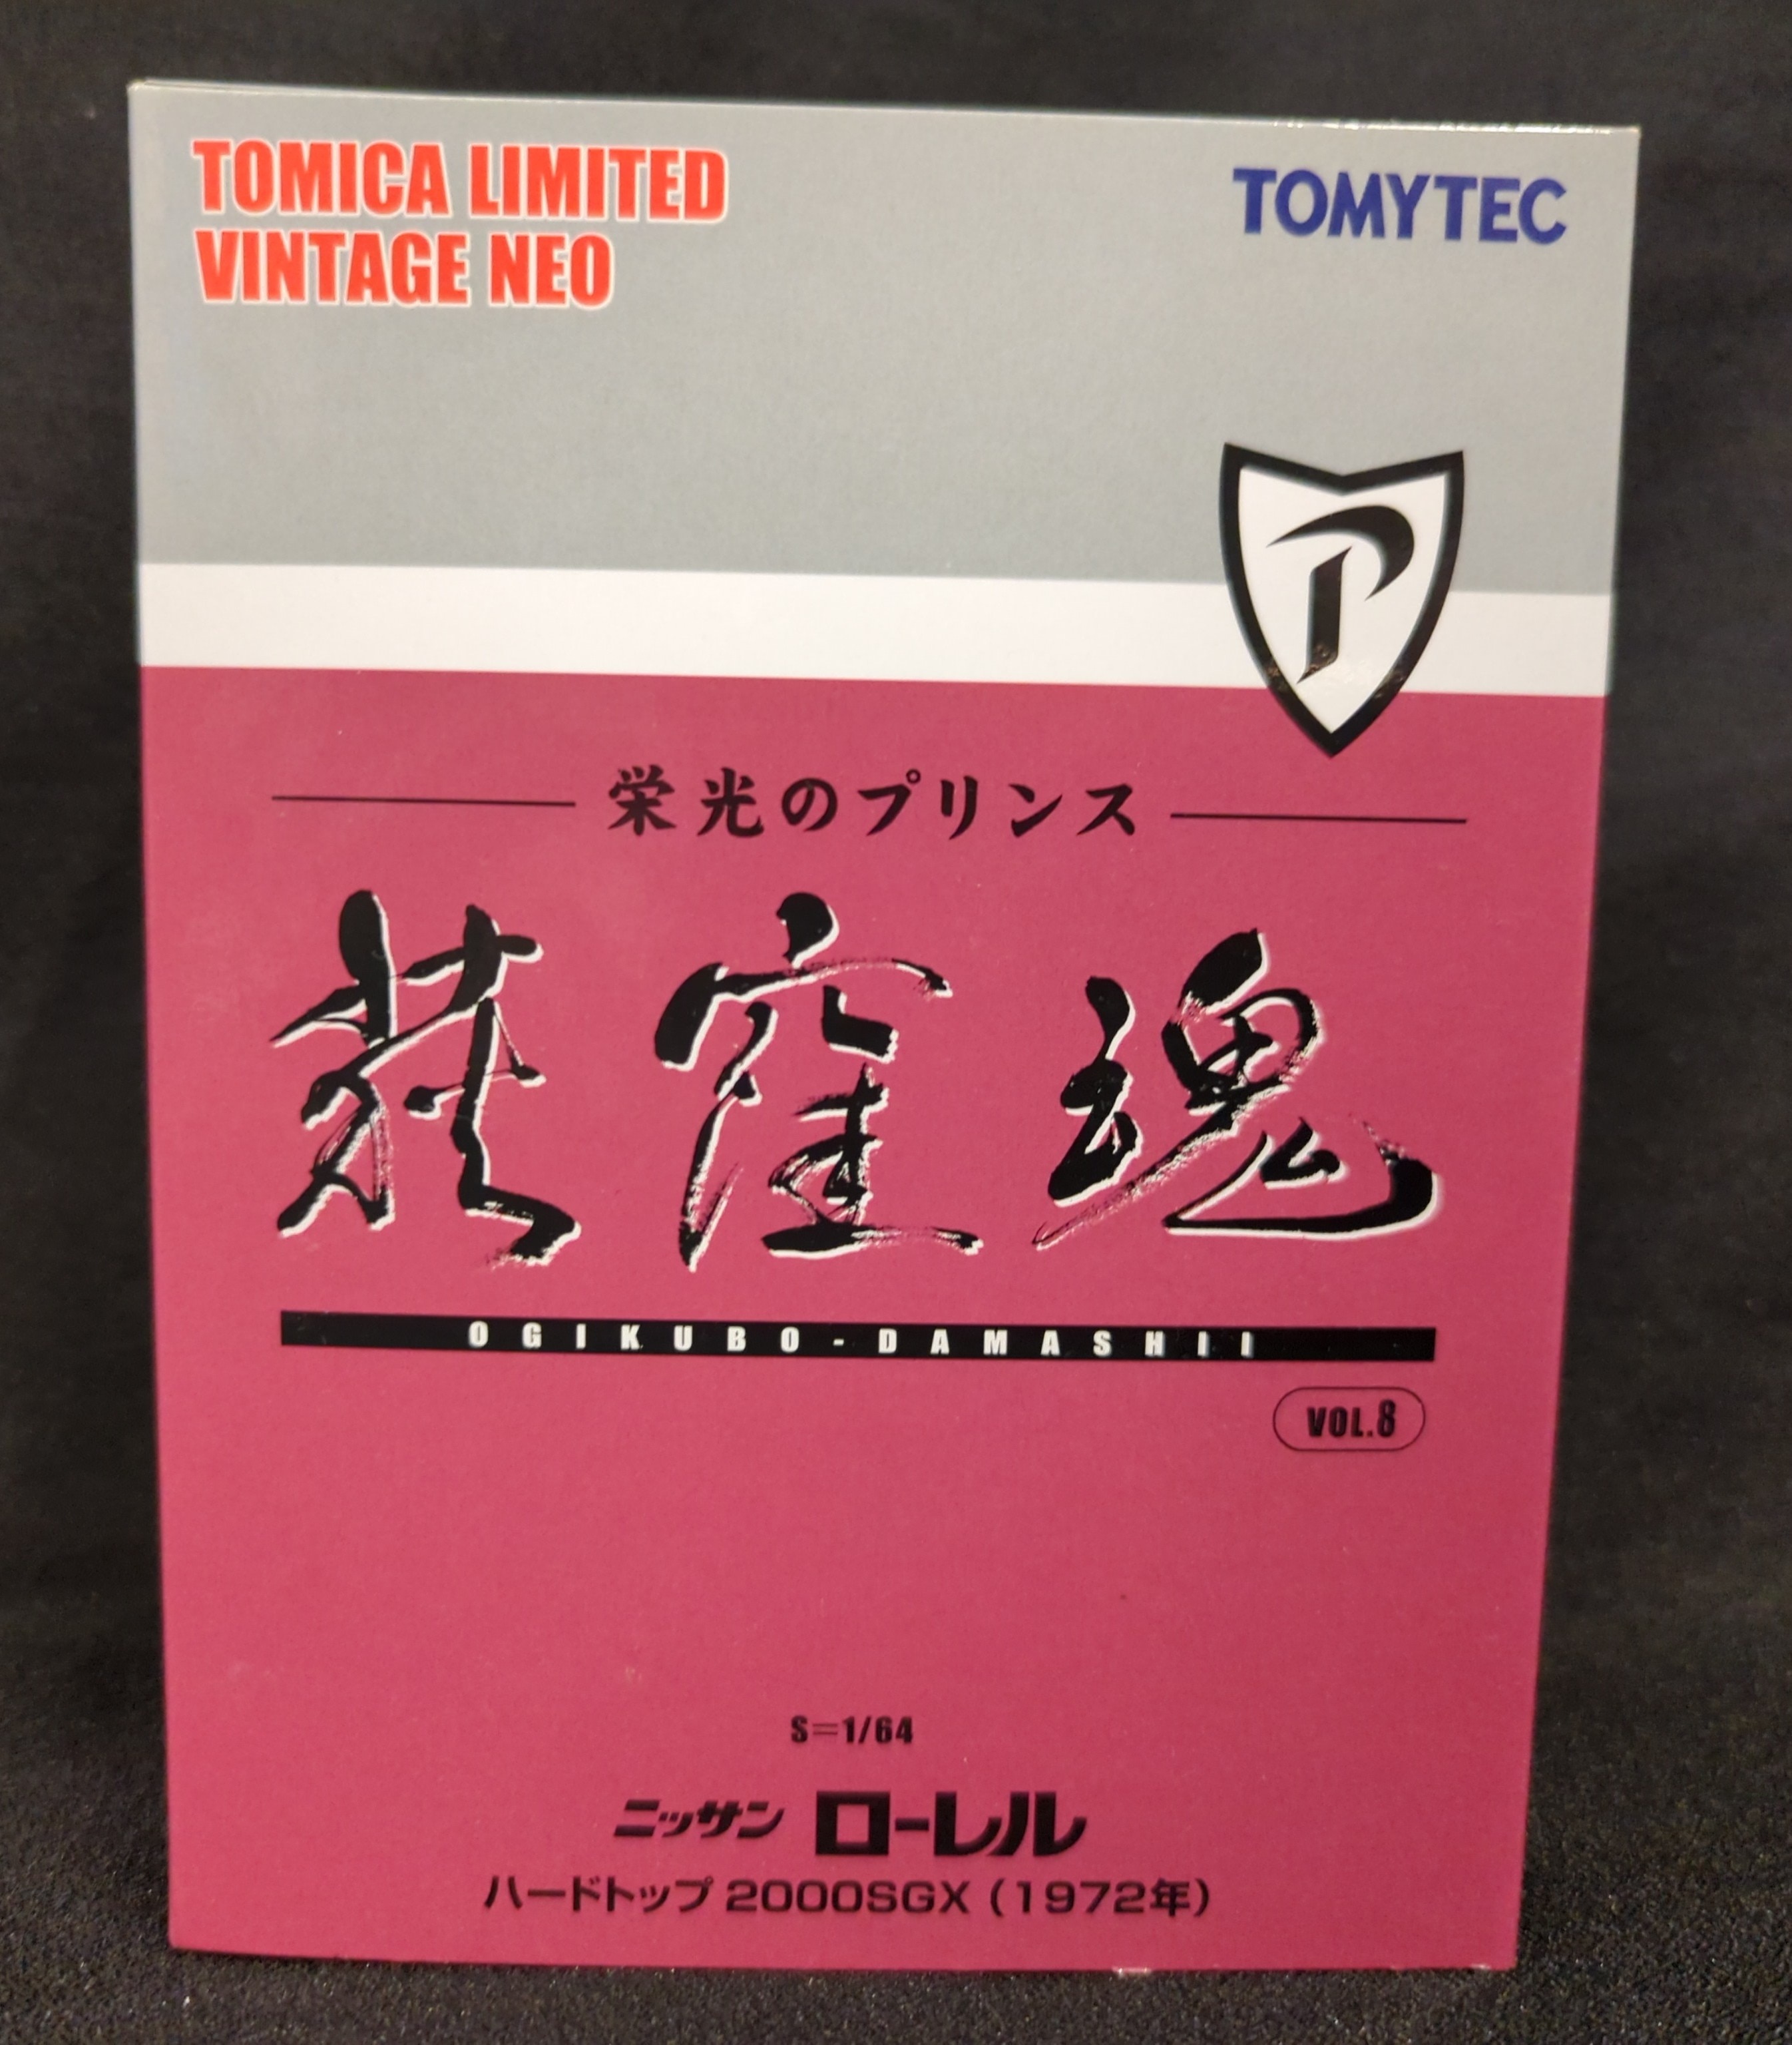 TOMICA LIMITED
VINTAGE NEO
TOMYTEC
P
栄光のプリンス
荻窪魂
OGIKUBO-DAMASHII
VOL.8
S=1/64
ニッサン ローレル
ハードトップ 2000SGX (1972年)